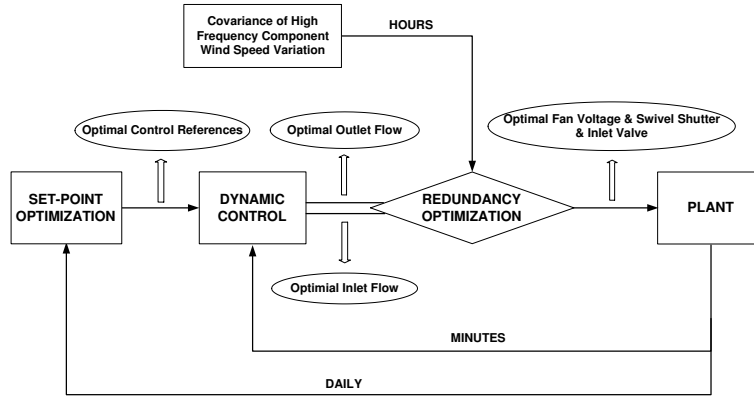 Covariance of High
Frequency Component
Wind Speed Variation
HOURS
Optimal Control References
Optimal Outlet Flow
Optimal Fan Voltage & Swivel Shutter
& Inlet Valve
SET-POINT
OPTIMIZATION
DYNAMIC
CONTROL
REDUNDANCY
OPTIMIZATION
PLANT
Optimial Inlet Flow
MINUTES
DAILY